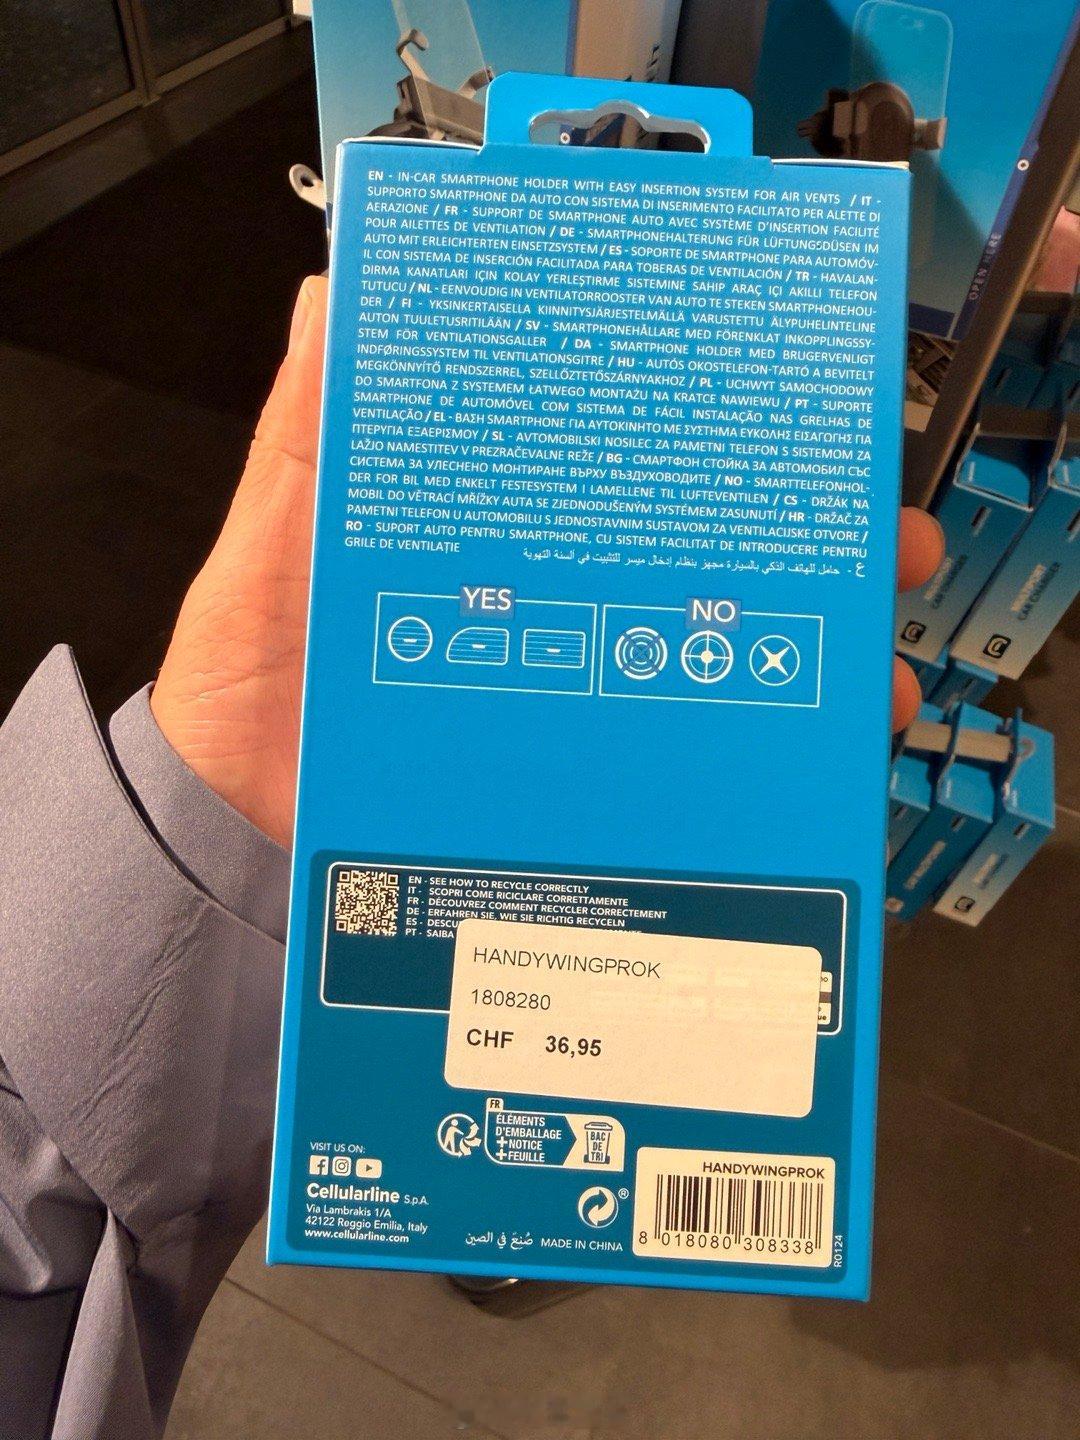 EN - IN-CAR SMARTPHONE HOLDER WITH EASY INSERTION SYSTEM FOR AIR VENTS / IT -
SUPPORTO SMARTPHONE DA AUTO CON SISTEMA DI INSERIMENTO FACILITATO PER ALETTE DI
AERAZIONE / FR - SUPPORT DE SMARTPHONE AUTO AVEC SYSTÈME D'INSERTION FACILITÉ
POUR AILETTES DE VENTILATION / DE - SMARTPHONEHALTERUNG FÜR LÜFTUNGSDÜSEN IM
AUTO MIT ERLEICHTERTEN EINSETZSYSTEM / ES - SOPORTE DE SMARTPHONE PARA AUTOMÓV-
IL CON SISTEMA DE INSERCIÓN FACILITADA PARA TOBERAS DE VENTILACIÓN / TR - HAVALAN-
DIRMA KANATLARI IÇIN KOLAY YERLEŞTIRME SISTEMINE SAHIP ARAÇ IÇI AKILLI TELEFON
TUTUCU / NL - EENVOUDIG IN VENTILATORROOSTER VAN AUTO TE STEKEN SMARTPHONEHOU-
DER / FI - YKSINKERTAISELLA KIINNITYSJÄRJESTELMÄLLÄ VARUSTETTU ÄLYPUHELINTELINE
AUTON TUULETUSRITILÄÄN / SV - SMARTPHONEHÅLLARE MED FÖRENKLAT INKOPPLINGSSY-
STEM FÖR VENTILATIONSGALLER / DA - SMARTPHONE HOLDER MED BRUGERVENLIGT
INDFØRINGSSYSTEM TIL VENTILATIONSGITRE / HU - AUTÓS OKOSTELEFON-TARTÓ A BEVITELT
MEGKÖNNYÍTŐ RENDSZERREL, SZELLŐZTETŐSZÁRNYAKHOZ / PL - UCHWYT SAMOCHODOWY
DO SMARTFONA Z SYSTEMEM ŁATWEGO MONTAŻU NA KRATCE NAWIEWU / PT - SUPORTE
SMARTPHONE DE AUTOMÓVEL COM SISTEMA DE FÁCIL INSTALAÇÃO NAS GRELHAS DE
VENTILAÇÃO / EL - ΒΑΣΗ SMARTPHONE ΓΙΑ ΑΥΤΟΚΙΝΗΤΟ ΜΕ ΣΥΣΤΗΜΑ ΕΥΚΟΛΗΣ ΕΙΣΑΓΩΓΗΣ ΓΙΑ
ΠΤΕΡΥΓΙΑ ΕΞΑΕΡΙΣΜΟΥ / SL - AVTOMOBILSKI NOSILEC ZA PAMETNI TELEFON S SISTEMOM ZA
LAŽJO NAMESTITEV V PREZRAČEVALNE REŽE / BG - СМАРТФОН СТОЙКА ЗА АВТОМОБИЛ СЪС
СИСТЕМА ЗА УЛЕСНЕНО МОНТИРАНЕ ВЪРХУ ВЪЗДУХОВОДИТЕ / NO - SMARTTELEFONHOL-
DER FOR BIL MED ENKELT FESTESYSTEM I LAMELLENE TIL LUFTEVENTILEN / CS - DRŽÁK NA
MOBIL DO VĚTRACÍ MŘÍŽKY AUTA SE ZJEDNODUŠENÝM SYSTÉMEM ZASUNUTÍ / HR - DRŽAČ ZA
PAMETNI TELEFON U AUTOMOBILU S JEDNOSTAVNIM SUSTAVOM ZA VENTILACIJSKE OTVORE /
RO - SUPORT AUTO PENTRU SMARTPHONE, CU SISTEM FACILITAT DE INTRODUCERE PENTRU
GRILE DE VENTILAȚIE
ع - حامل للهاتف الذكي بالسيارة مجهز بنظام إدخال ميسر للتثبيت في ألسنة التهوية
YES
NO
EN - SEE HOW TO RECYCLE CORRECTLY
IT - SCOPRI COME RICICLARE CORRETTAMENTE
FR - DÉCOUVREZ COMMENT RECYCLER CORRECTEMENT
DE - ERFAHREN SIE, WIE SIE RICHTIG RECYCELN
ES - DESCU
PT - SAIBA
HANDYWINGPROK
1808280
CHF 36,95
FR
ÉLÉMENTS
D'EMBALLAGE
+NOTICE
+FEUILLE
BAC
DE
TRI
VISIT US ON:
Cellularline S.p.A.
Via Lambrakis 1/A
42122 Reggio Emilia, Italy
www.cellularline.com
صُنِعَ في الصين MADE IN CHINA
HANDYWINGPROK
8 018080 308338
R0124
OPEN HERE
CAR CHARGER
CAR CHARGER